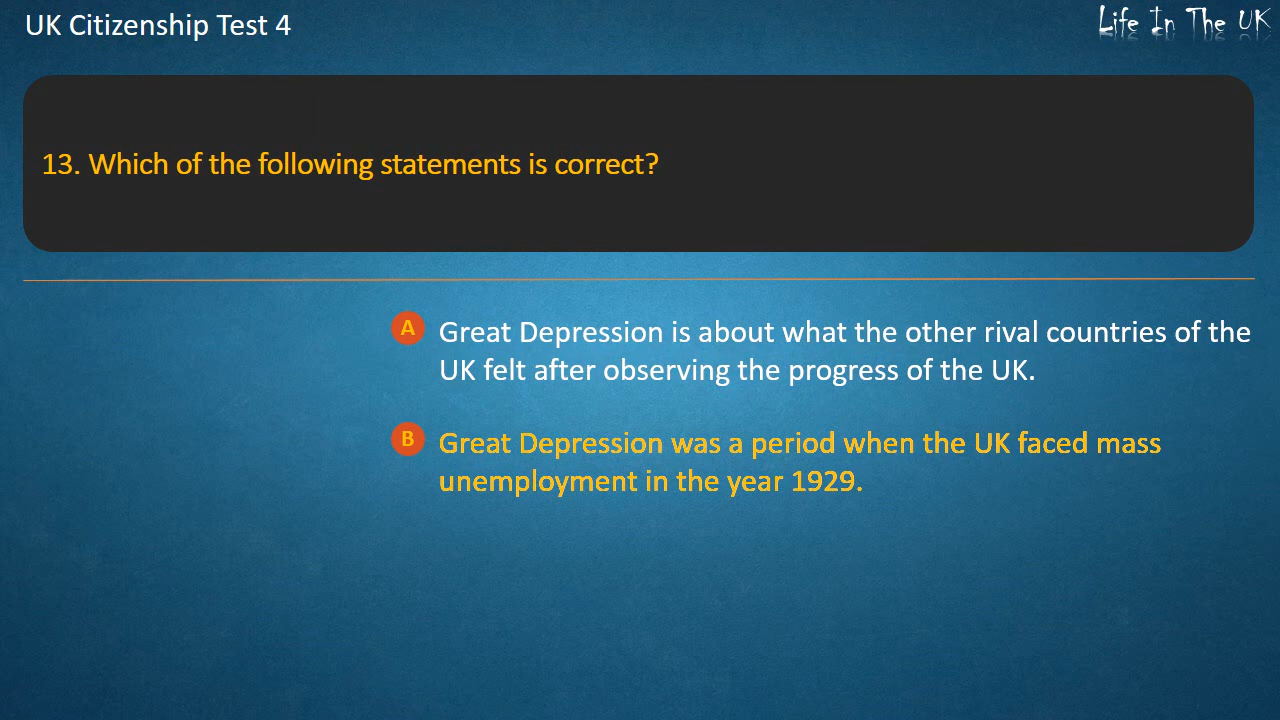 UK Citizenship Test 4
Life In The UK
13. Which of the following statements is correct?
A
Great Depression is about what the other rival countries of the
UK felt after observing the progress of the UK.
B
Great Depression was a period when the UK faced mass
unemployment in the year 1929.